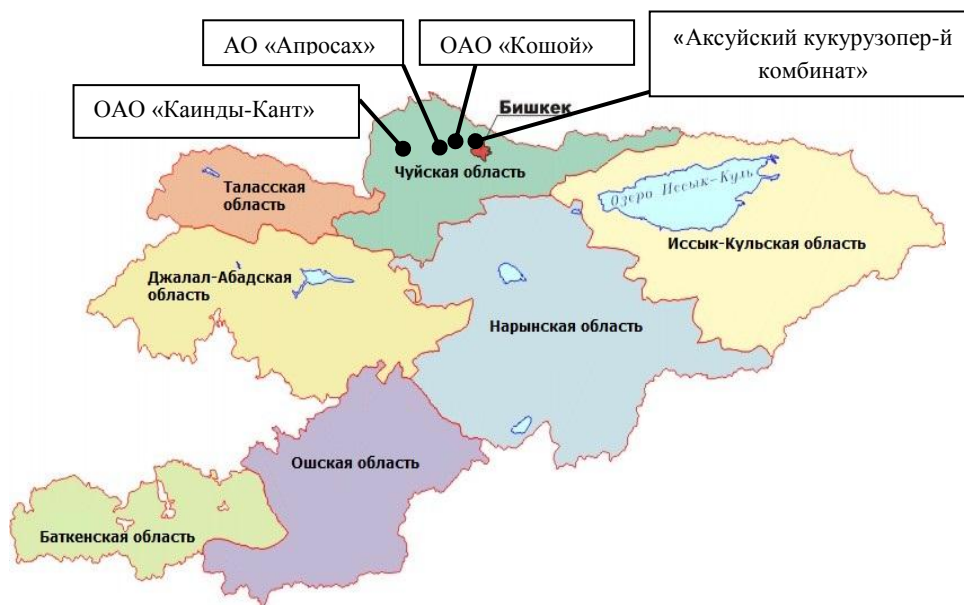 АО «Апросах»
ОАО «Кошой»
«Аксуйский кукурузопер-й
комбинат»
ОАО «Каинды-Кант»
Бишкек
Чуйская область
Таласская
область
Озеро Иссык-Куль
Иссык-Кульская область
Джалал-Абадская
область
Нарынская область
Ошская область
Баткенская область